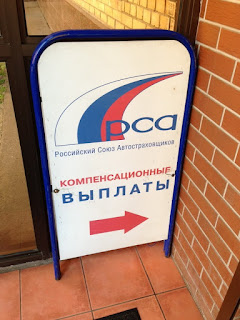 рса
Российский Союз Автостраховщиков
КОМПЕНСАЦИОННЫЕ
ВЫПЛАТЫ